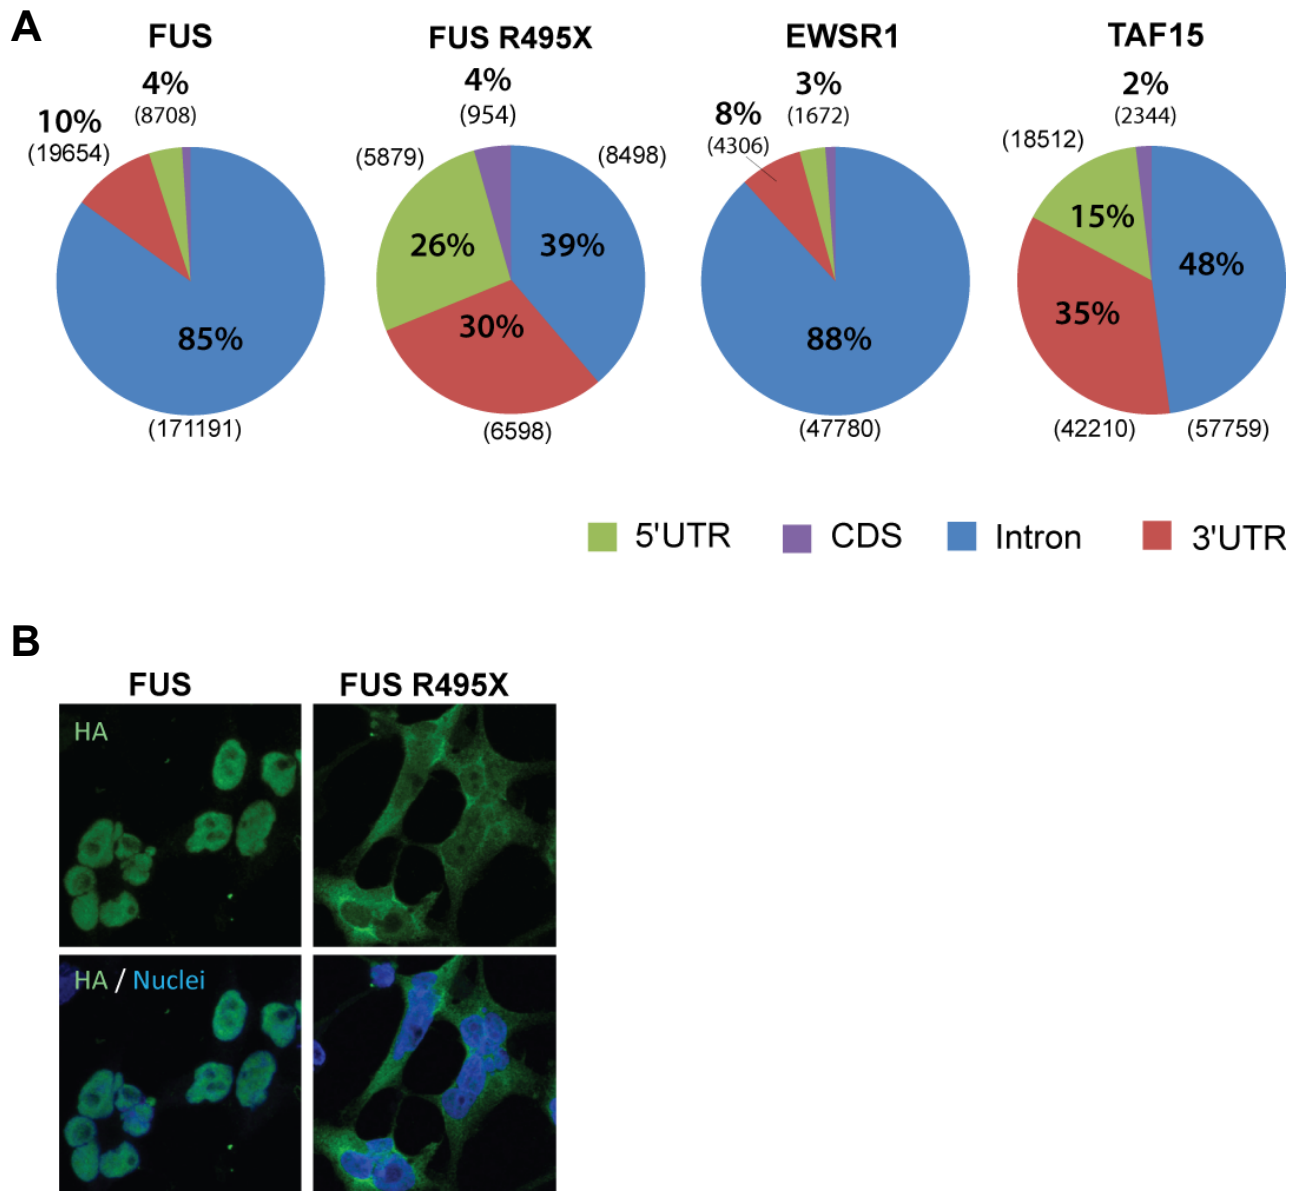 A
FUS
FUS R495X
EWSR1
TAF15
4%
(8708)
10%
(19654)
85%
(171191)
4%
(954)
(5879)
(8498)
26%
39%
30%
(6598)
3%
(1672)
8%
(4306)
88%
(47780)
2%
(2344)
(18512)
15%
48%
35%
(42210)
(57759)
5'UTR
CDS
Intron
3'UTR
B
FUS
FUS R495X
HA
HA / Nuclei